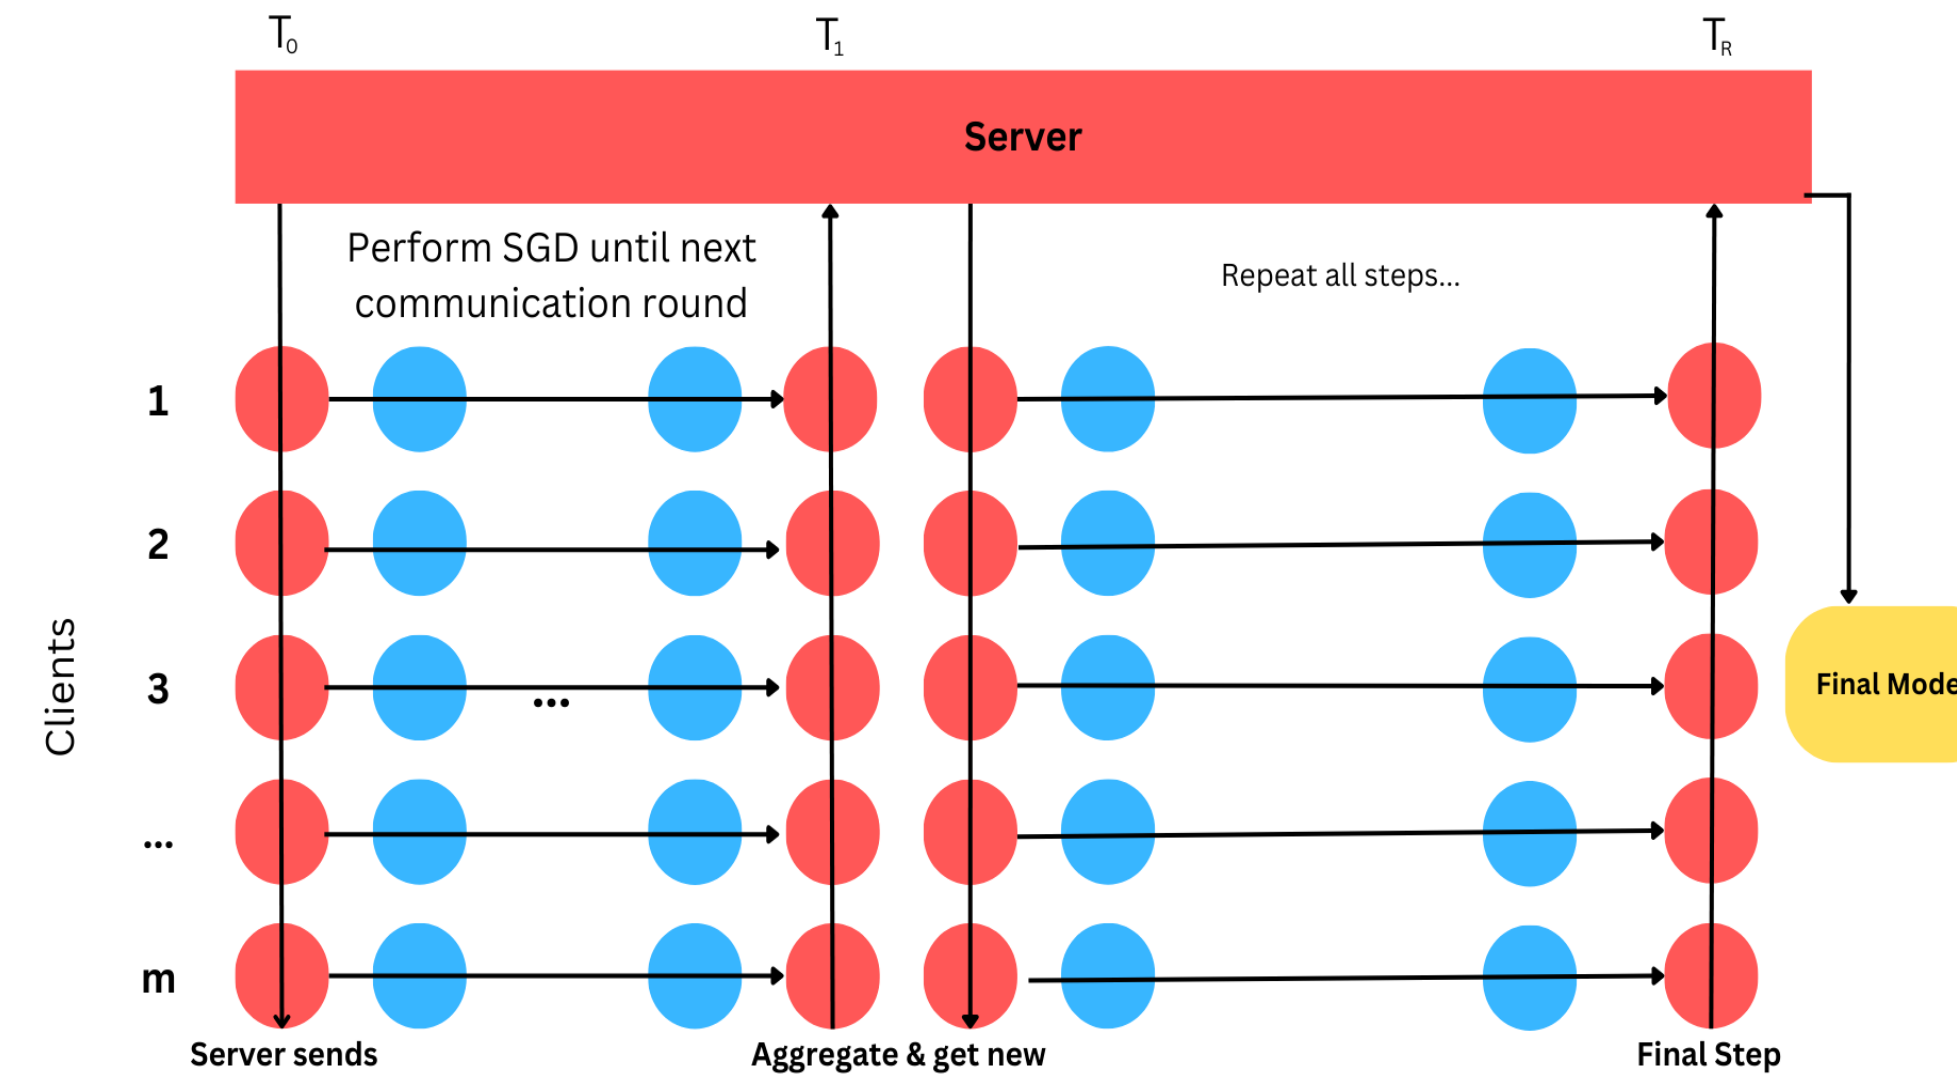 T0
T1
TR
Server
Perform SGD until next
communication round
Repeat all steps...
1
2
3
...
...
m
Clients
Final Mode
Server sends
Aggregate & get new
Final Step